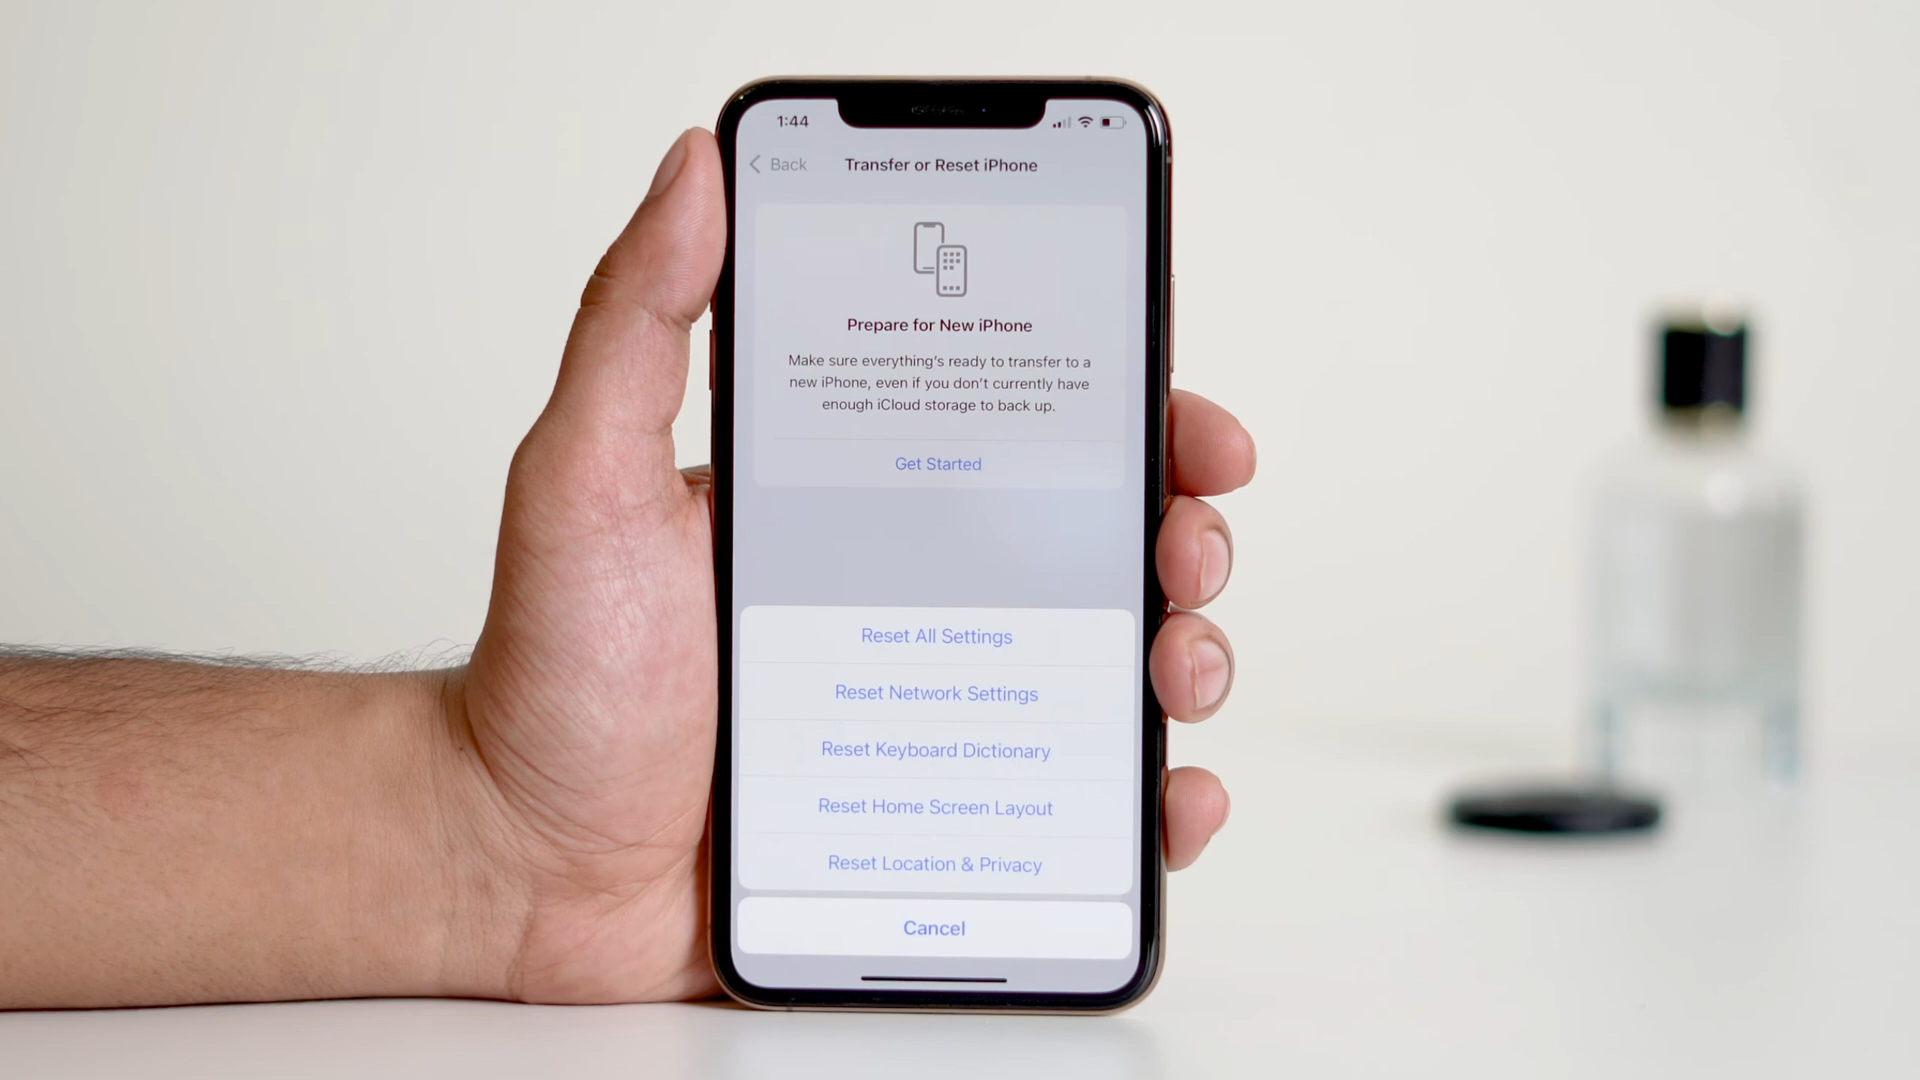 1:44
Back
Transfer or Reset iPhone
Prepare for New iPhone
Make sure everything's ready to transfer to a
new iPhone, even if you don't currently have
enough iCloud storage to back up.
Get Started
Reset All Settings
Reset Network Settings
Reset Keyboard Dictionary
Reset Home Screen Layout
Reset Location & Privacy
Cancel